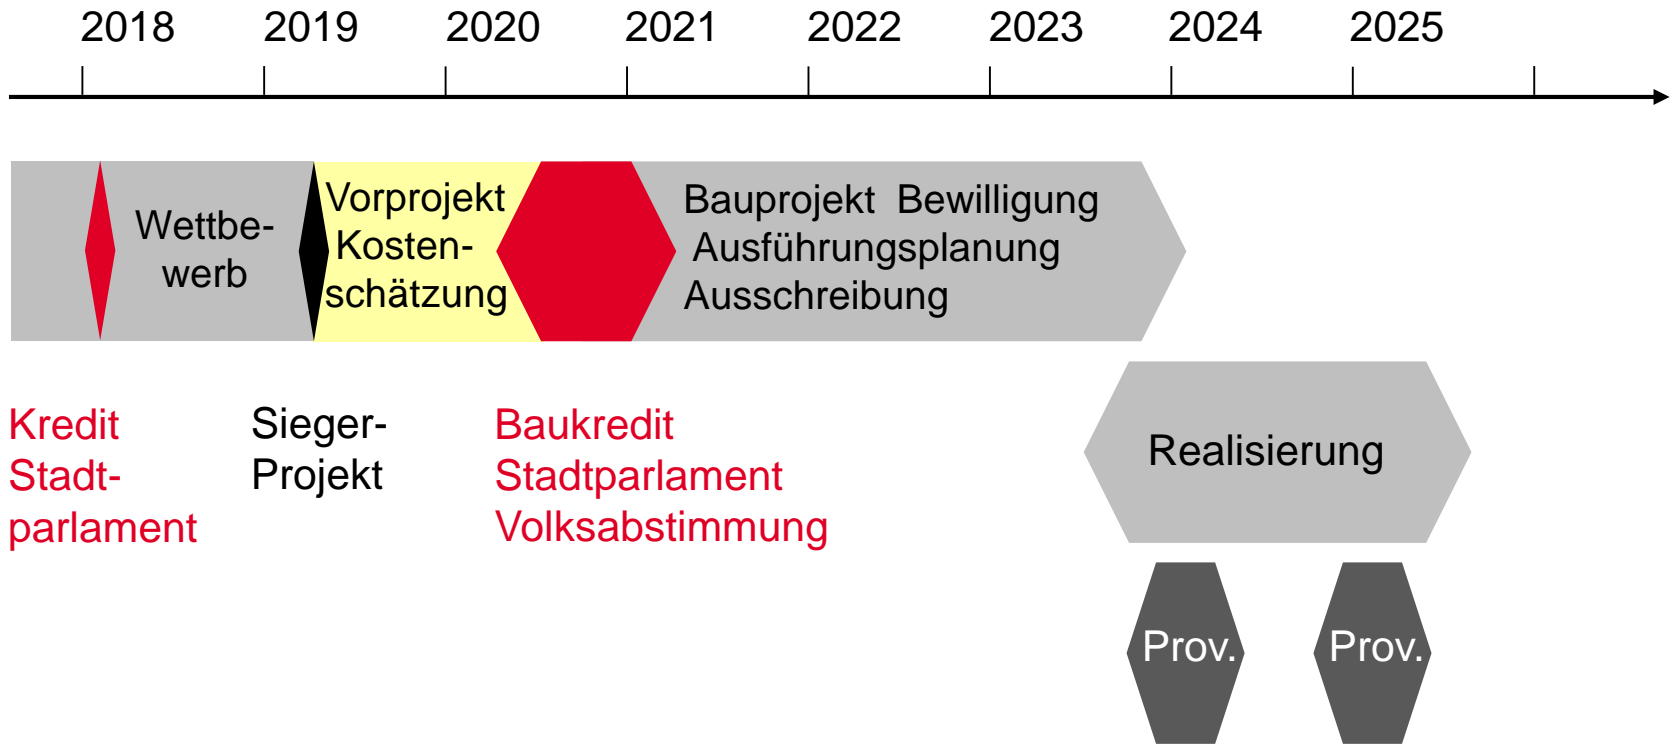 2018 2019 2020 2021 2022 2023 2024 2025
Wettbe-
werb
Vorprojekt
Kosten-
schätzung
Bauprojekt Bewilligung
Ausführungsplanung
Ausschreibung
Kredit
Stadt-
parlament
Sieger-
Projekt
Baukredit
Stadtparlament
Volksabstimmung
Realisierung
Prov.
Prov.